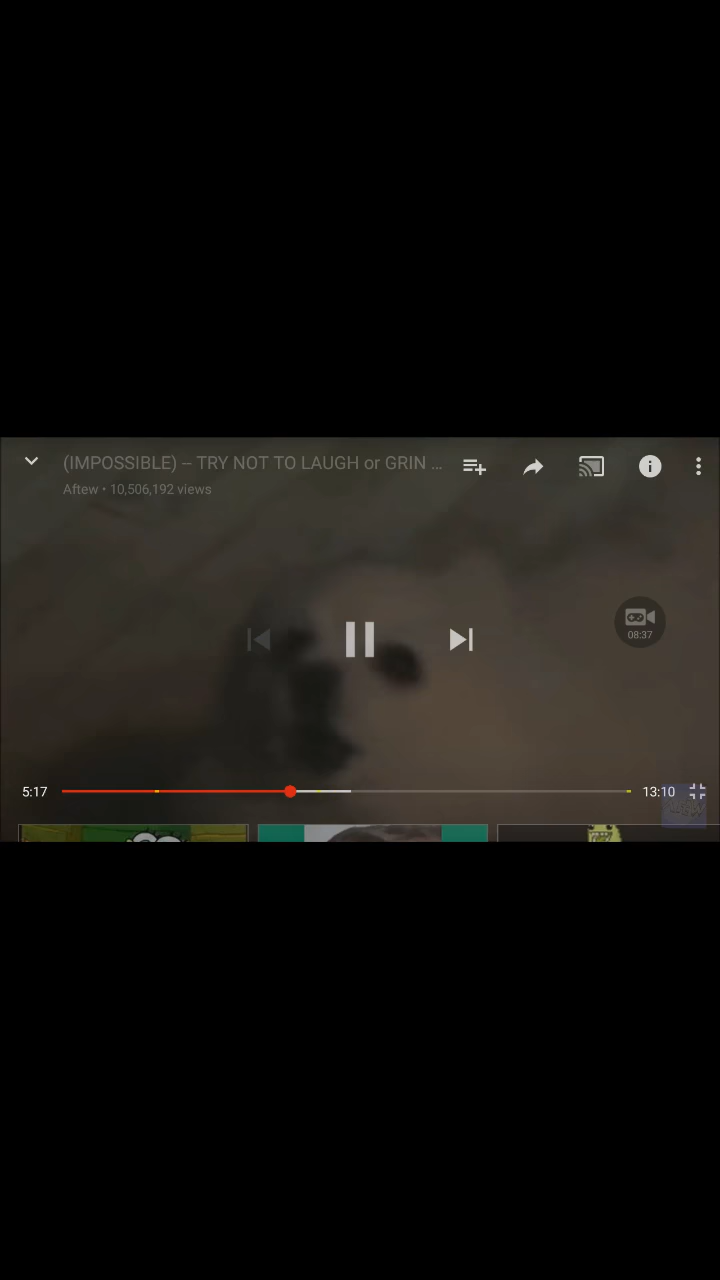 (IMPOSSIBLE) – TRY NOT TO LAUGH or GRIN ...
Aftew • 10,506,192 views
08:37
5:17
13:10